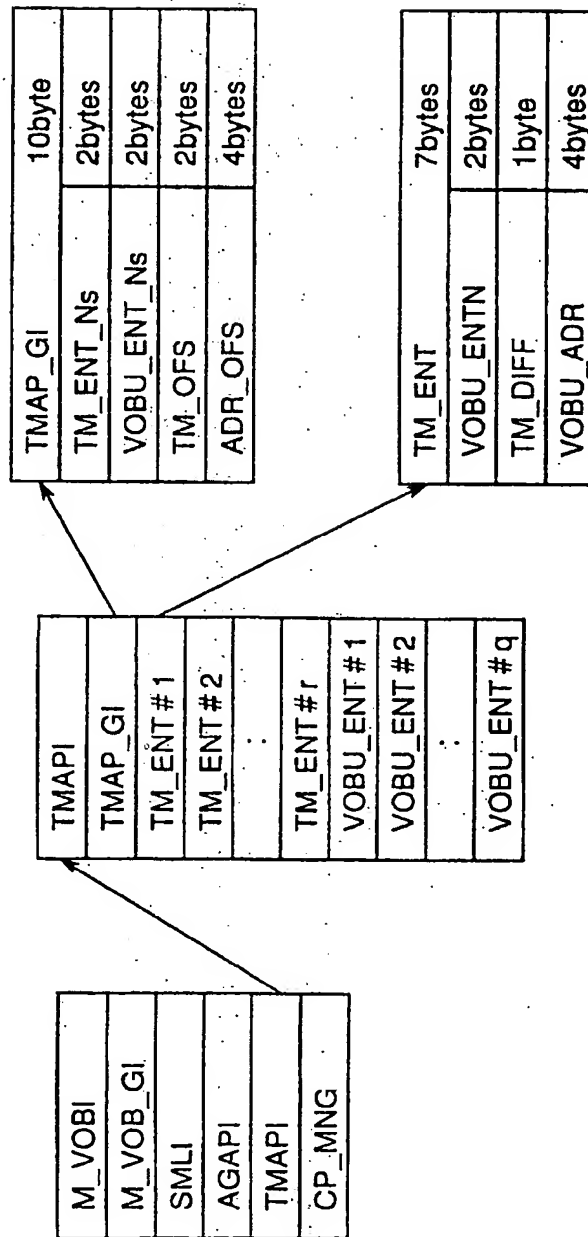 M_VOBI
M_VOB_GI
SMLI
AGAPI
TMAPI
CP_MNG
TMAPI
TMAP_GI
TM_ENT#1
TM_ENT#2
:
TM_ENT#r
VOBU_ENT#1
VOBU_ENT#2
:
VOBU_ENT#q
TMAP_GI 10byte
TM_ENT_Ns 2bytes
VOBU_ENT_Ns 2bytes
TM_OFS 2bytes
ADR_OFS 4bytes
TM_ENT 7bytes
VOBU_ENTN 2bytes
TM_DIFF 1byte
VOBU_ADR 4bytes